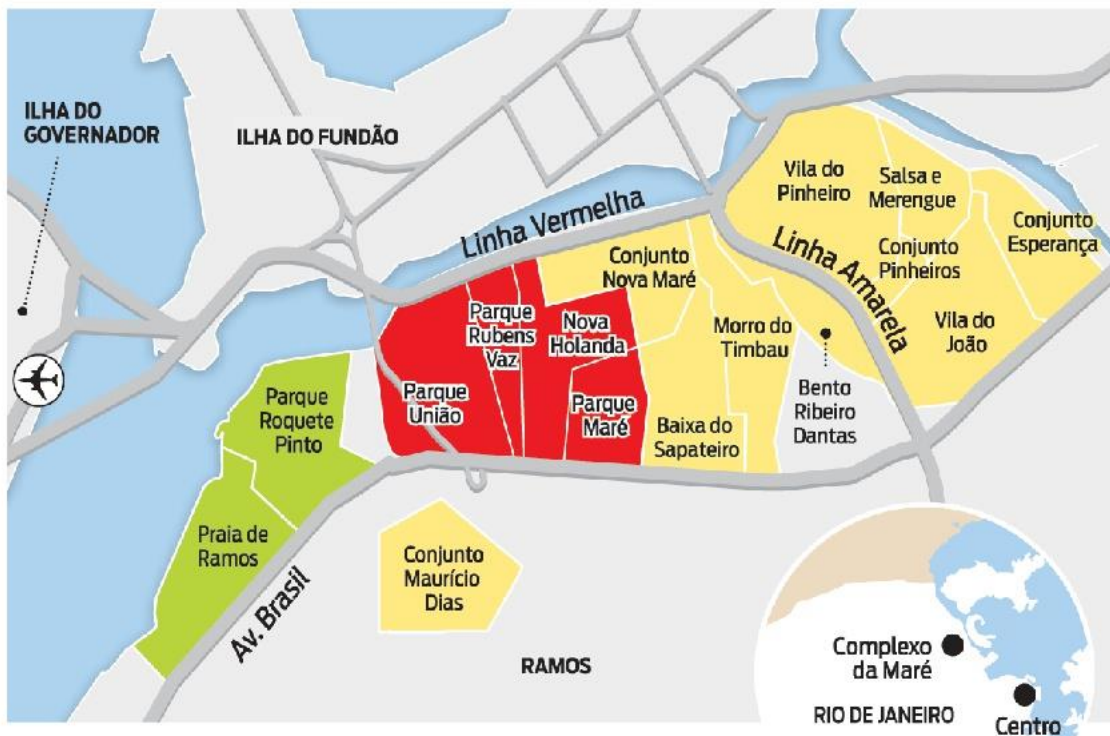 ILHA DO
GOVERNADOR
ILHA DO FUNDÃO
Linha Vermelha
Vila do
Pinheiro
Salsa e
Merengue
Conjunto
Esperança
Conjunto
Pinheiros
Linha Amarela
Vila do
João
Conjunto
Nova Maré
Morro do
Timbau
Bento
Ribeiro
Dantas
Baixa do
Sapateiro
Parque
Rubens
Vaz
Nova
Holanda
Parque
União
Parque
Maré
Parque
Roquete
Pinto
Praia de
Ramos
Av. Brasil
Conjunto
Maurício
Dias
RAMOS
Complexo
da Maré
RIO DE JANEIRO
Centro